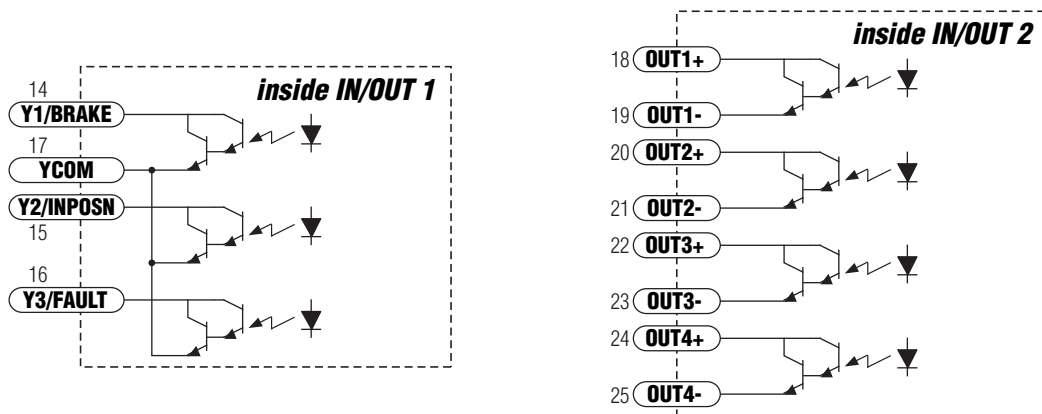 inside IN/OUT 1
14
Y1/BRAKE
17
YCOM
Y2/INPOSN
15
16
Y3/FAULT
inside IN/OUT 2
18 OUT1+
19 OUT1-
20 OUT2+
21 OUT2-
22 OUT3+
23 OUT3-
24 OUT4+
25 OUT4-